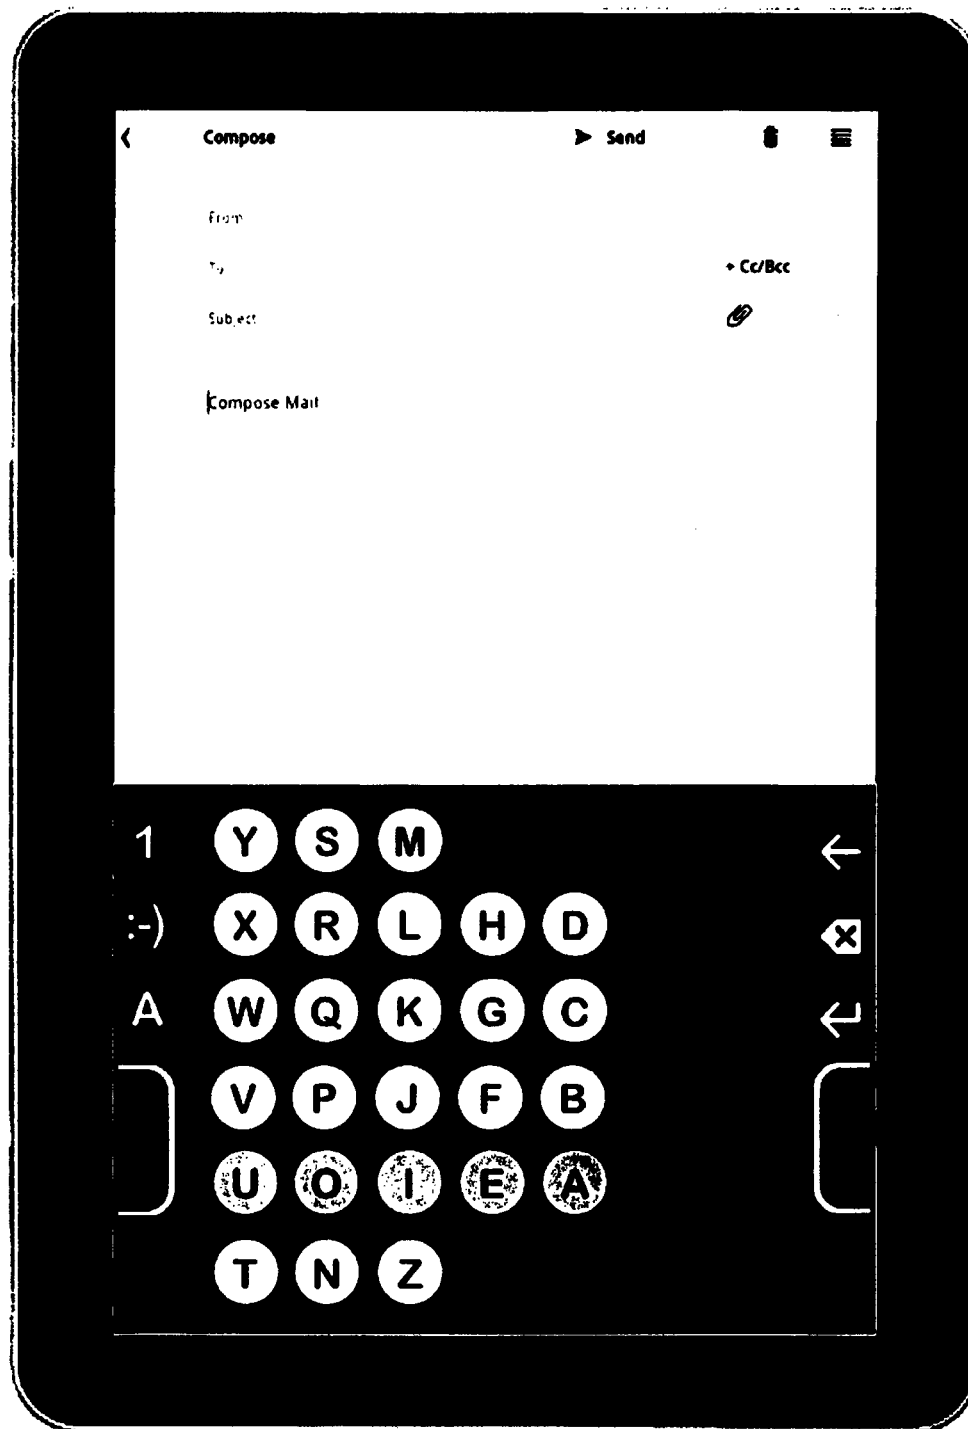 Compose Send
From
To + Cc/Bcc
Subject
Compose Mail
1 Y S M
:-) X R L H D
A W Q K G C
V P J F B
U O I E A
T N Z